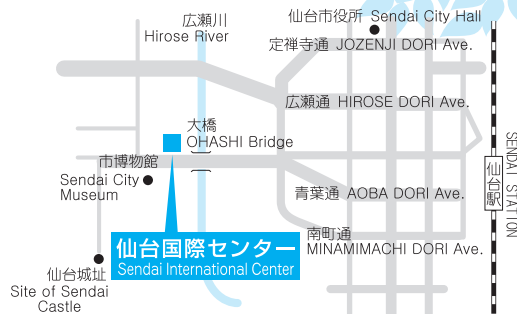 広瀬川
Hirose River
仙台市役所 Sendai City Hall
定禅寺通 JOZENJI DORI Ave.
広瀬通 HIROSE DORI Ave.
大橋
OHASHI Bridge
市博物館
Sendai City
Museum
青葉通 AOBA DORI Ave.
南町通
MINAMIMACHI DORI Ave.
仙台国際センター
Sendai International Center
仙台城址
Site of Sendai
Castle
仙台駅
SENDAI STATION